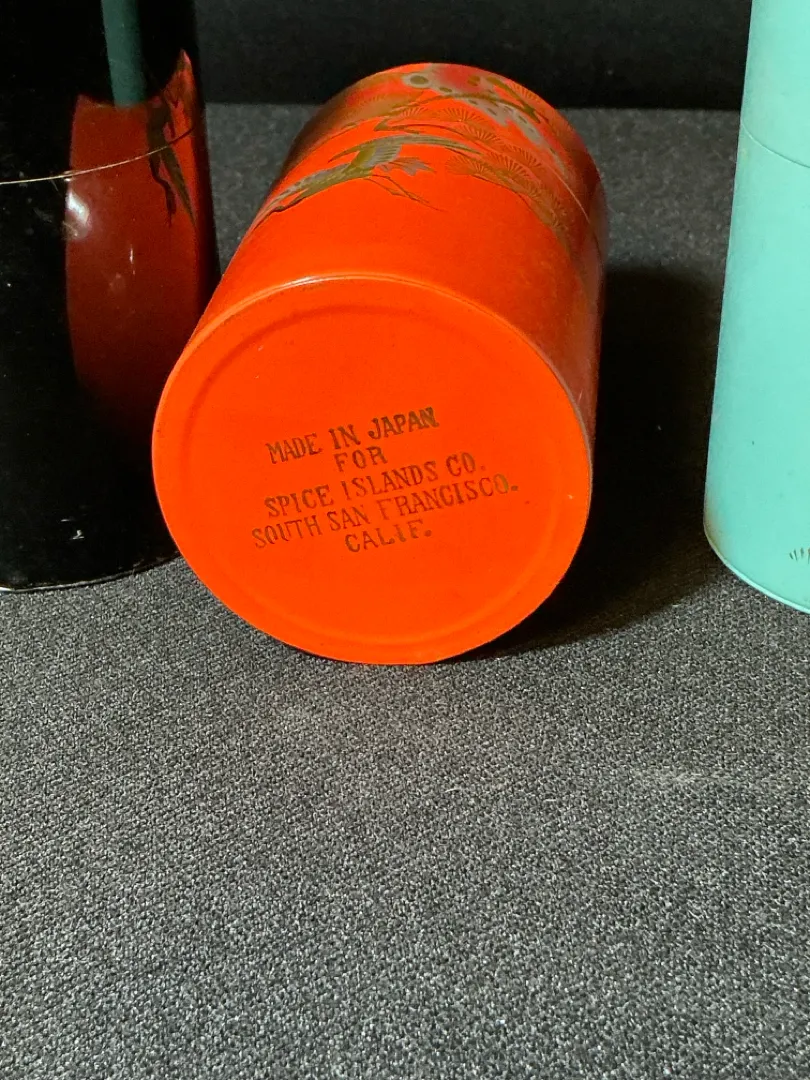 MADE IN JAPAN
FOR
SPICE ISLANDS CO.
SOUTH SAN FRANCISCO.
CALIF.